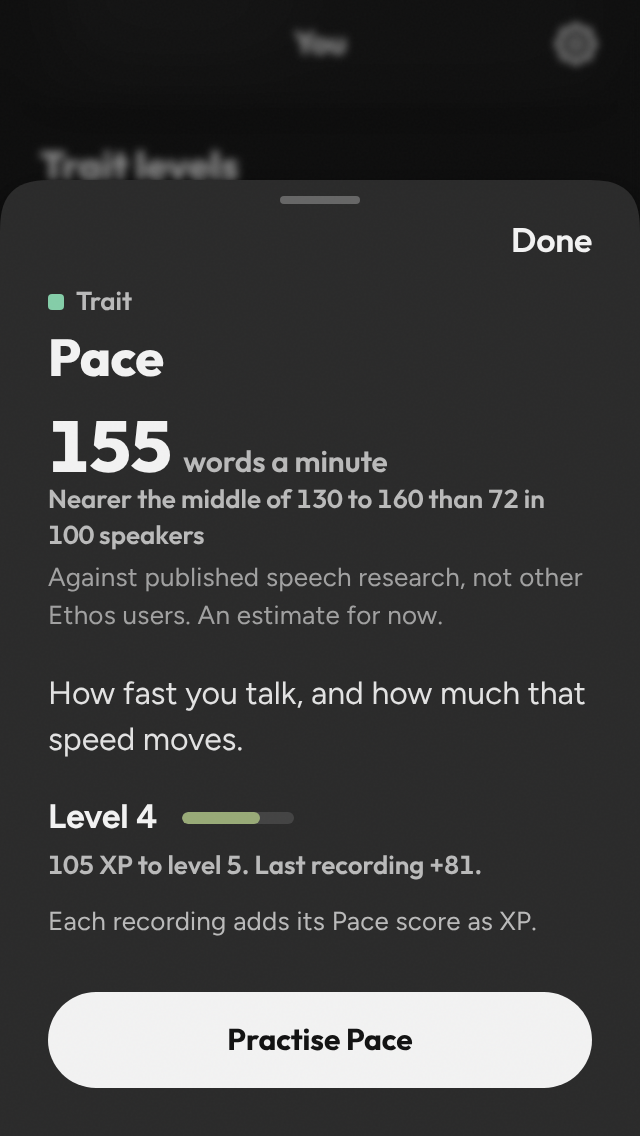 You
Trait levels
Done
Trait
Pace
155 words a minute
Nearer the middle of 130 to 160 than 72 in
100 speakers
Against published speech research, not other
Ethos users. An estimate for now.
How fast you talk, and how much that
speed moves.
Level 4
105 XP to level 5. Last recording +81.
Each recording adds its Pace score as XP.
Practise Pace